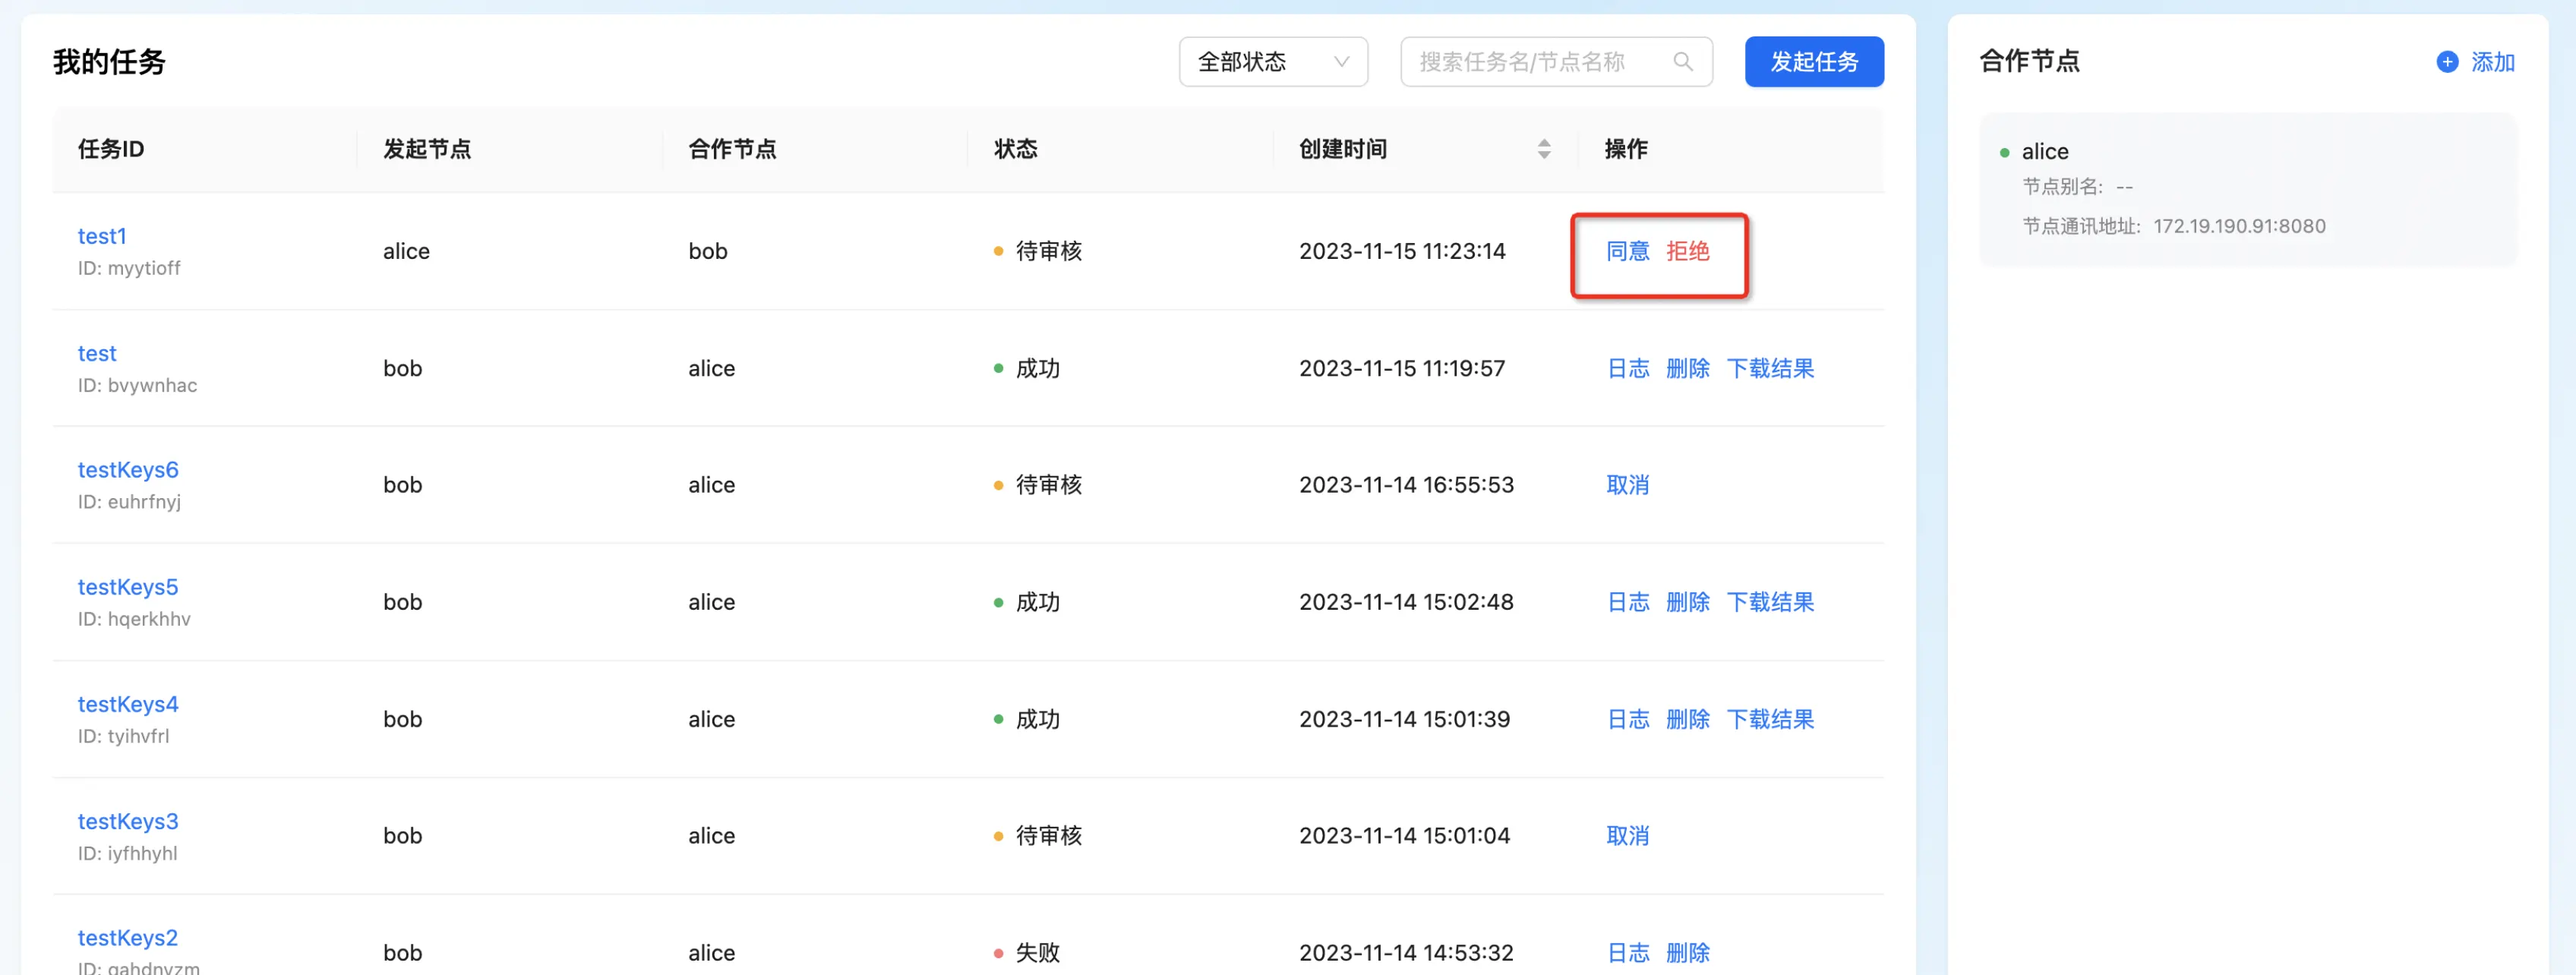 我的任务
全部状态
搜索任务名/节点名称
发起任务
任务ID 发起节点 合作节点 状态 创建时间 操作
test1
ID: myytioff
alice bob 待审核 2023-11-15 11:23:14 同意 拒绝
test
ID: bvywnhac
bob alice 成功 2023-11-15 11:19:57 日志 删除 下载结果
testKeys6
ID: euhrfnyj
bob alice 待审核 2023-11-14 16:55:53 取消
testKeys5
ID: hqerkhhv
bob alice 成功 2023-11-14 15:02:48 日志 删除 下载结果
testKeys4
ID: tyihvfrl
bob alice 成功 2023-11-14 15:01:39 日志 删除 下载结果
testKeys3
ID: iyfhhyhl
bob alice 待审核 2023-11-14 15:01:04 取消
testKeys2
ID: qahdnyzm
bob alice 失败 2023-11-14 14:53:32 日志 删除
合作节点
添加
alice
节点别名: --
节点通讯地址: 172.19.190.91:8080